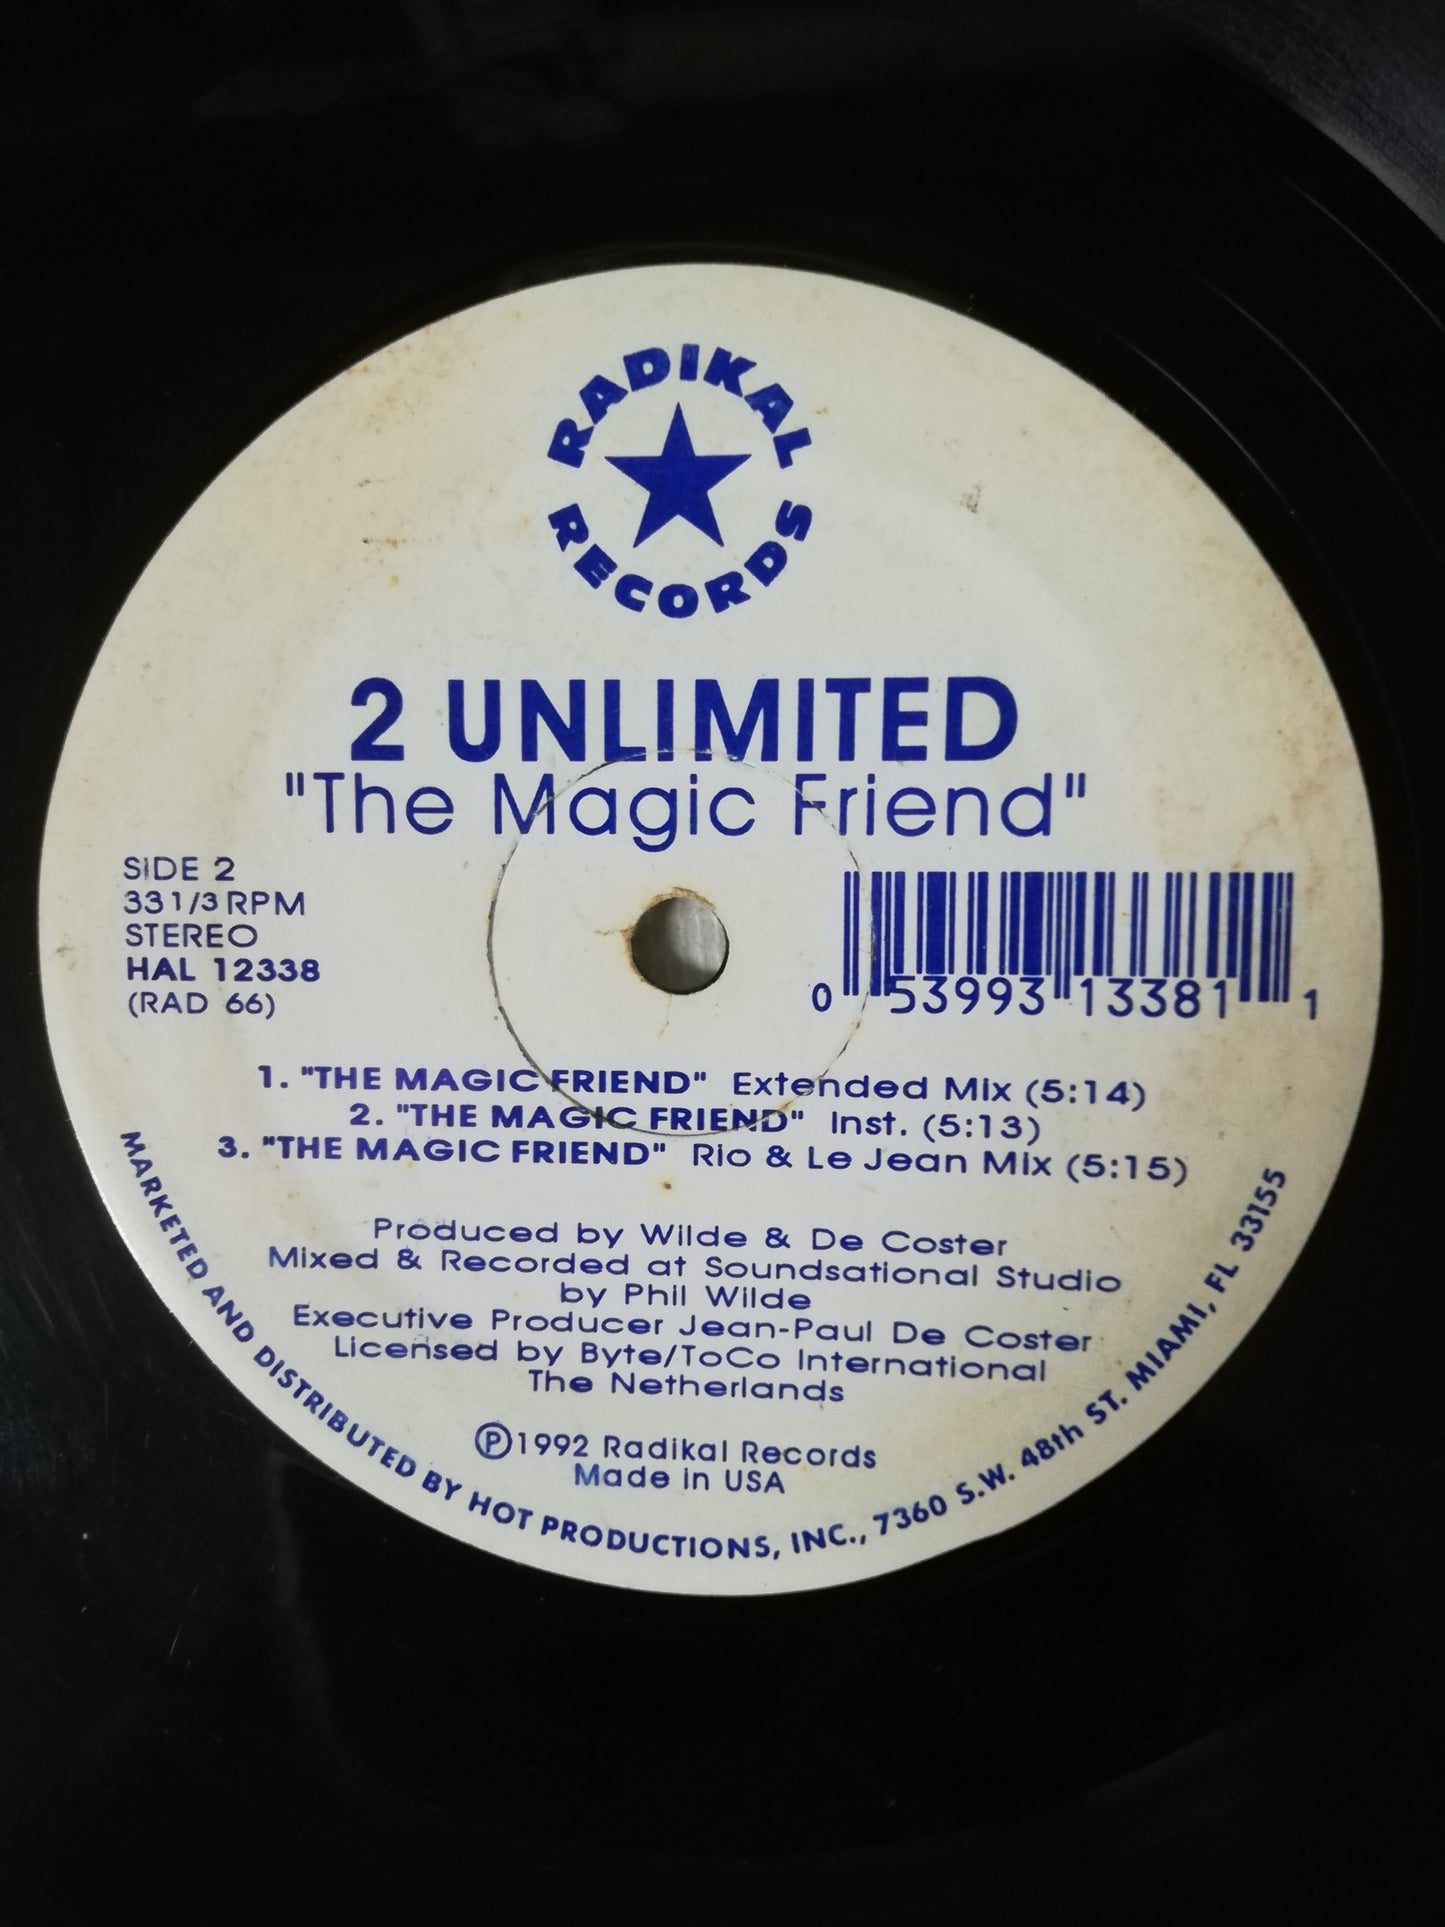 RADIKAL
RECORDS
2 UNLIMITED
"The Magic Friend"
SIDE 2
33 1/3 RPM
STEREO
HAL 12338
(RAD 66)
0 53993 13381 1
1. "THE MAGIC FRIEND" Extended Mix (5:14)
2. "THE MAGIC FRIEND" Inst. (5:13)
3. "THE MAGIC FRIEND" Rio & Le Jean Mix (5:15)
Produced by Wilde & De Coster
Mixed & Recorded at Soundsational Studio
by Phil Wilde
Executive Producer Jean-Paul De Coster
Licensed by Byte/ToCo International
The Netherlands
℗1992 Radikal Records
Made in USA
MARKETED AND DISTRIBUTED BY HOT PRODUCTIONS, INC., 7360 S.W. 48th ST. MIAMI, FL 33155